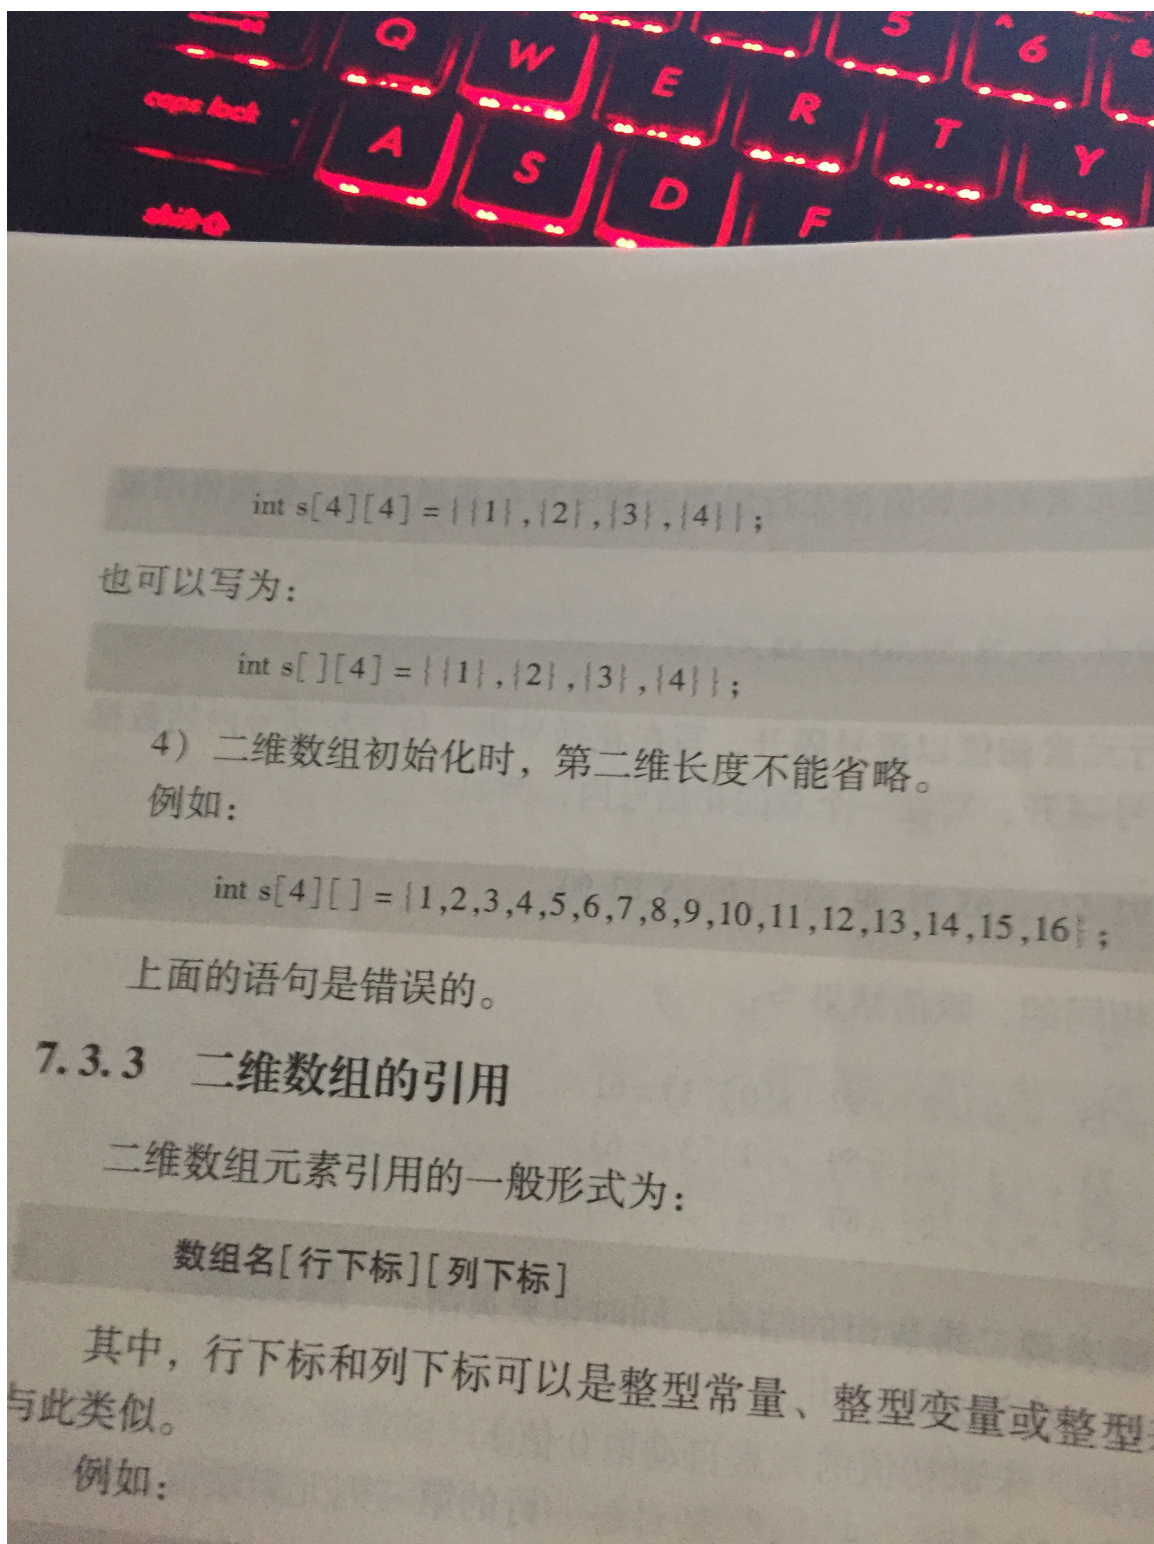 Q W E R T Y
5 6
caps lock A S D F
shift
int s[4][4] = {{1},{2},{3},{4}};
也可以写为：
int s[ ][4] = {{1},{2},{3},{4}};
4）二维数组初始化时，第二维长度不能省略。
例如：
int s[4][ ] = {1,2,3,4,5,6,7,8,9,10,11,12,13,14,15,16};
上面的语句是错误的。
7.3.3 二维数组的引用
二维数组元素引用的一般形式为：
数组名[行下标][列下标]
其中，行下标和列下标可以是整型常量、整型变量或整型
与此类似。
例如：